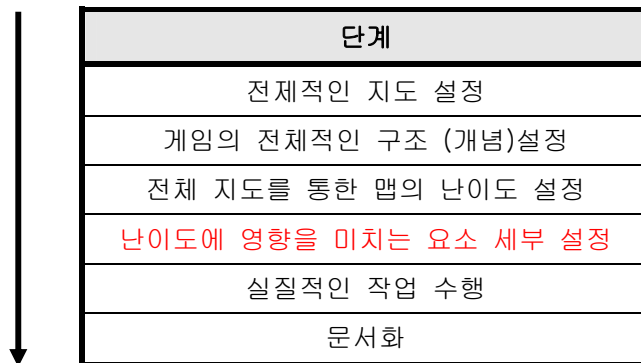 단계
전제적인 지도 설정
게임의 전체적인 구조 (개념)설정
전체 지도를 통한 맵의 난이도 설정
난이도에 영향을 미치는 요소 세부 설정
실질적인 작업 수행
문서화